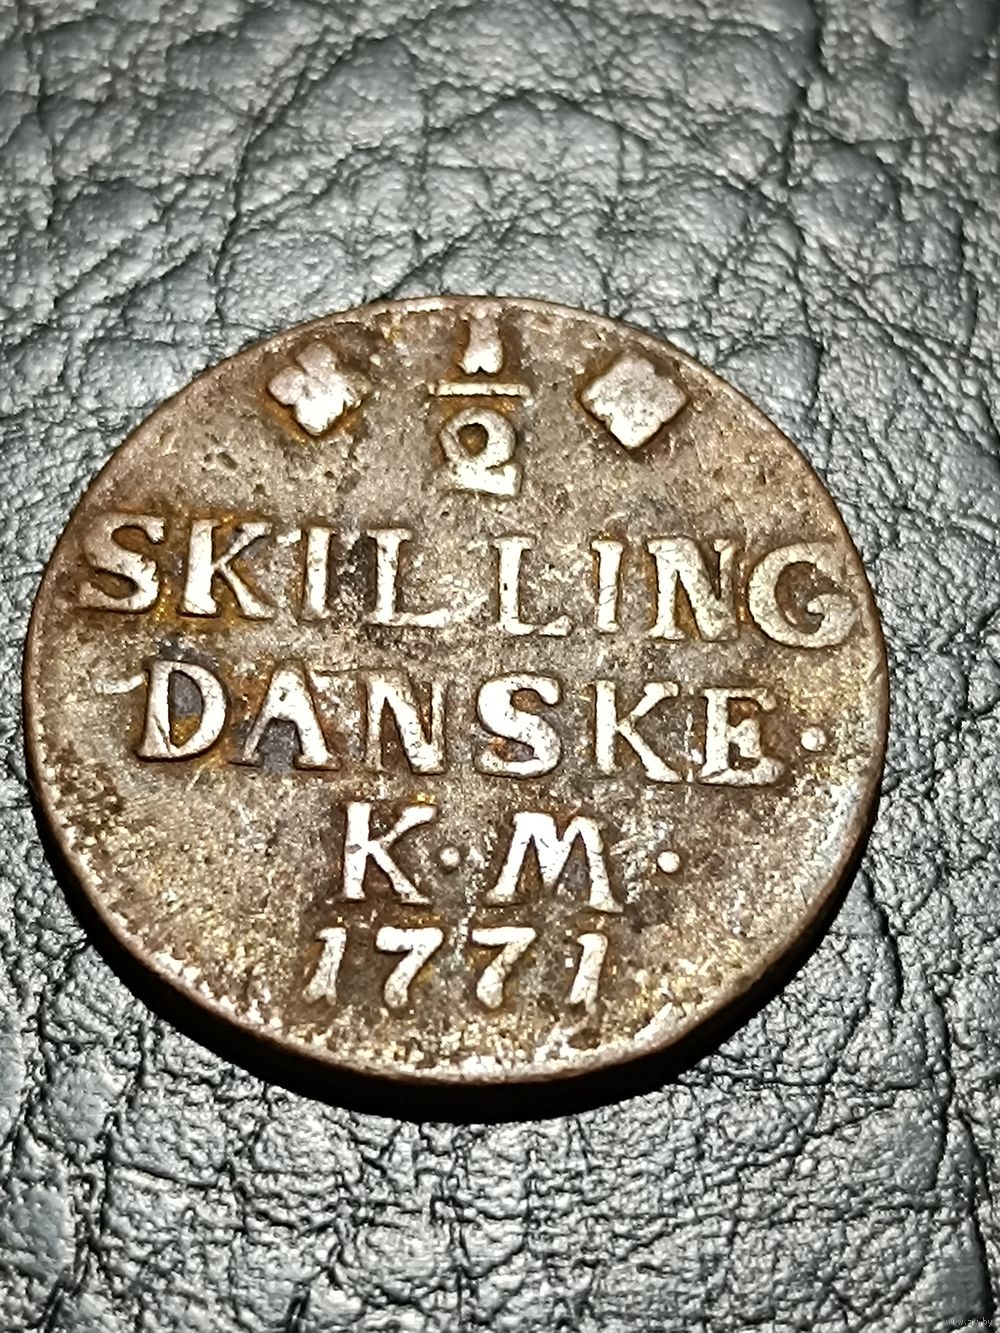 1/2
SKILLING
DANSKE·
K·M·
1771